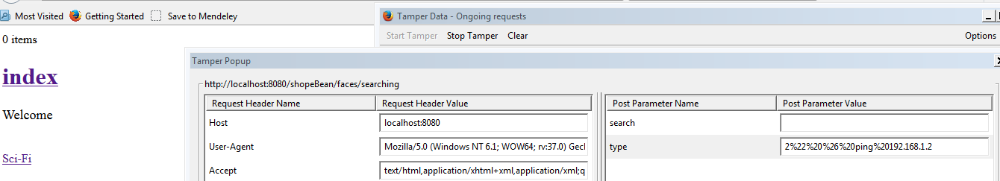 Most Visited Getting Started Save to Mendeley
0 items
index
Welcome
Sci-Fi
Tamper Data - Ongoing requests
Start Tamper Stop Tamper Clear Options
Tamper Popup
http://localhost:8080/shopeBean/faces/searching
Request Header Name Request Header Value Post Parameter Name Post Parameter Value
Host localhost:8080 search
User-Agent Mozilla/5.0 (Windows NT 6.1; WOW64; rv:37.0) Gecl type 2%22%20%26%20ping%20192.168.1.2
Accept text/html,application/xhtml+xml,application/xml;q